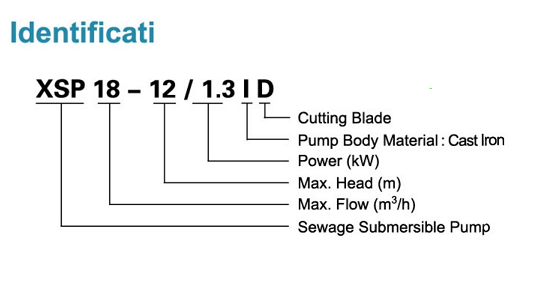 Identificati
XSP 18 – 12 / 1.3 I D
Cutting Blade
Pump Body Material : Cast Iron
Power (kW)
Max. Head (m)
Max. Flow (m³/h)
Sewage Submersible Pump